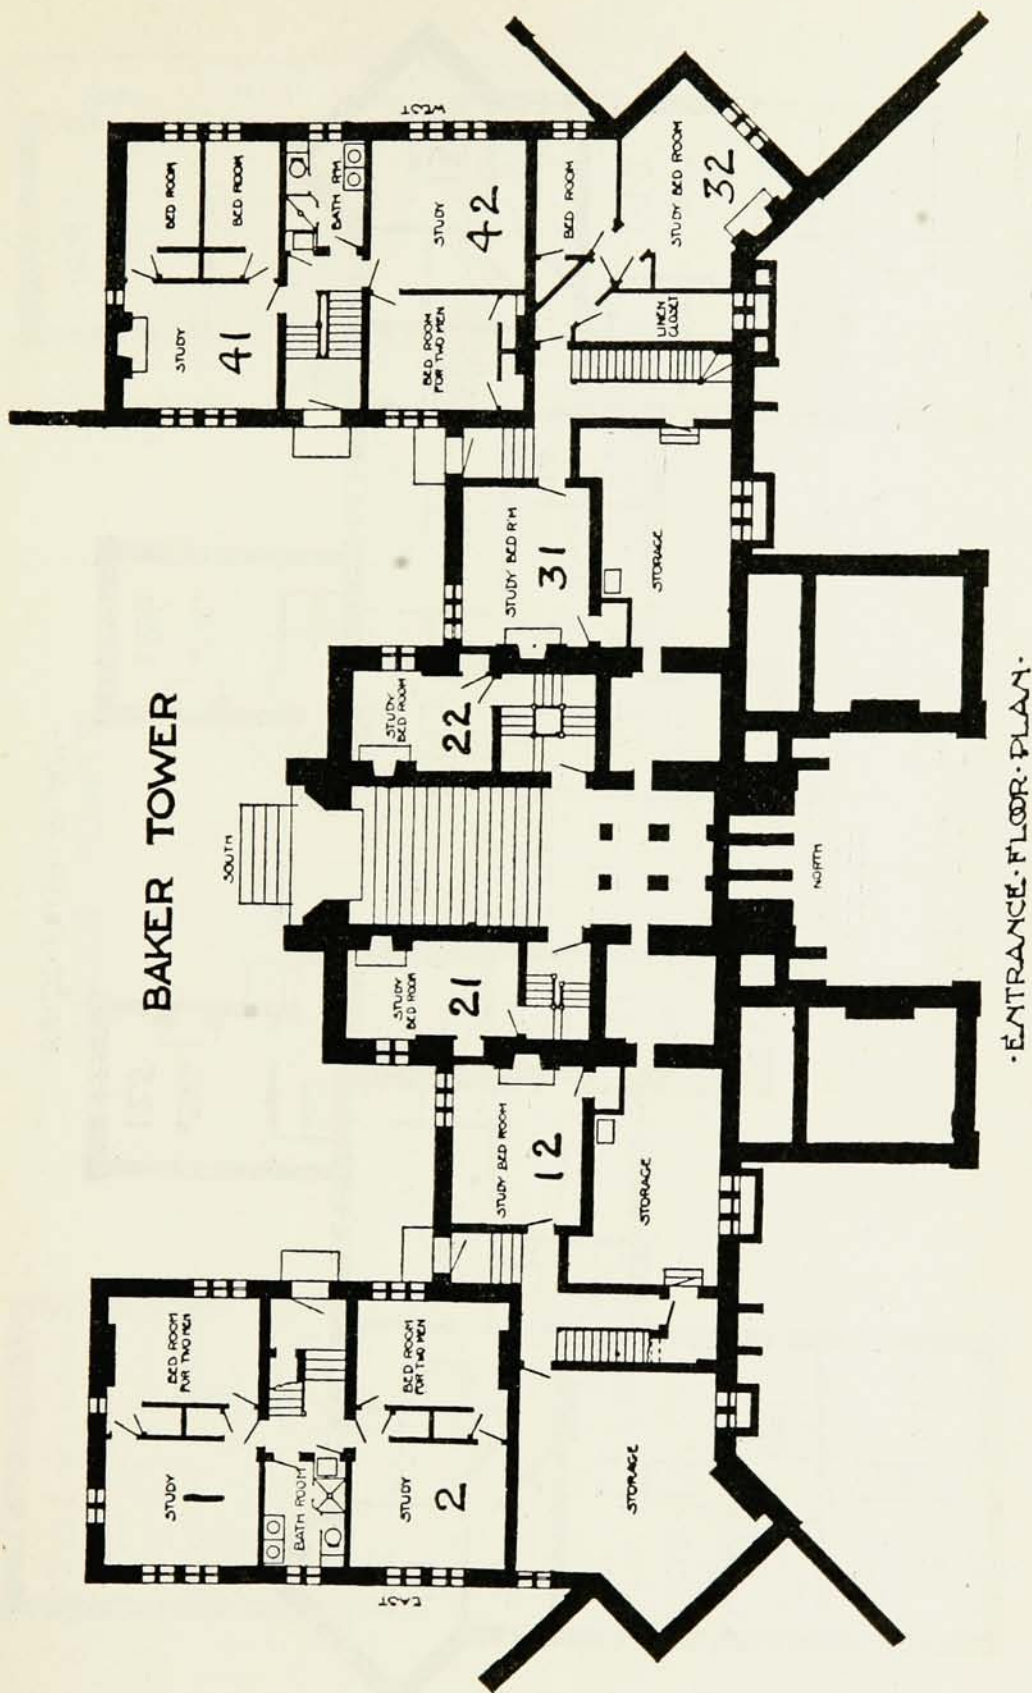 BAKER TOWER
SOUTH
BED ROOM
FOR TWO MEN
STUDY
1
BATH ROOM
BED ROOM
FOR TWO MEN
STUDY
2
EAST
STUDY BED ROOM
12
STORAGE
STORAGE
STUDY
BED ROOM
21
STUDY
BED ROOM
22
STUDY BED R'M
31
STORAGE
STUDY
41
BED ROOM
BED ROOM
BATH R'M
STUDY
42
BED ROOM
FOR TWO MEN
WEST
BED ROOM
STUDY BED ROOM
32
LINEN
CLOSET
NORTH
·ENTRANCE·FLOOR·PLAN·